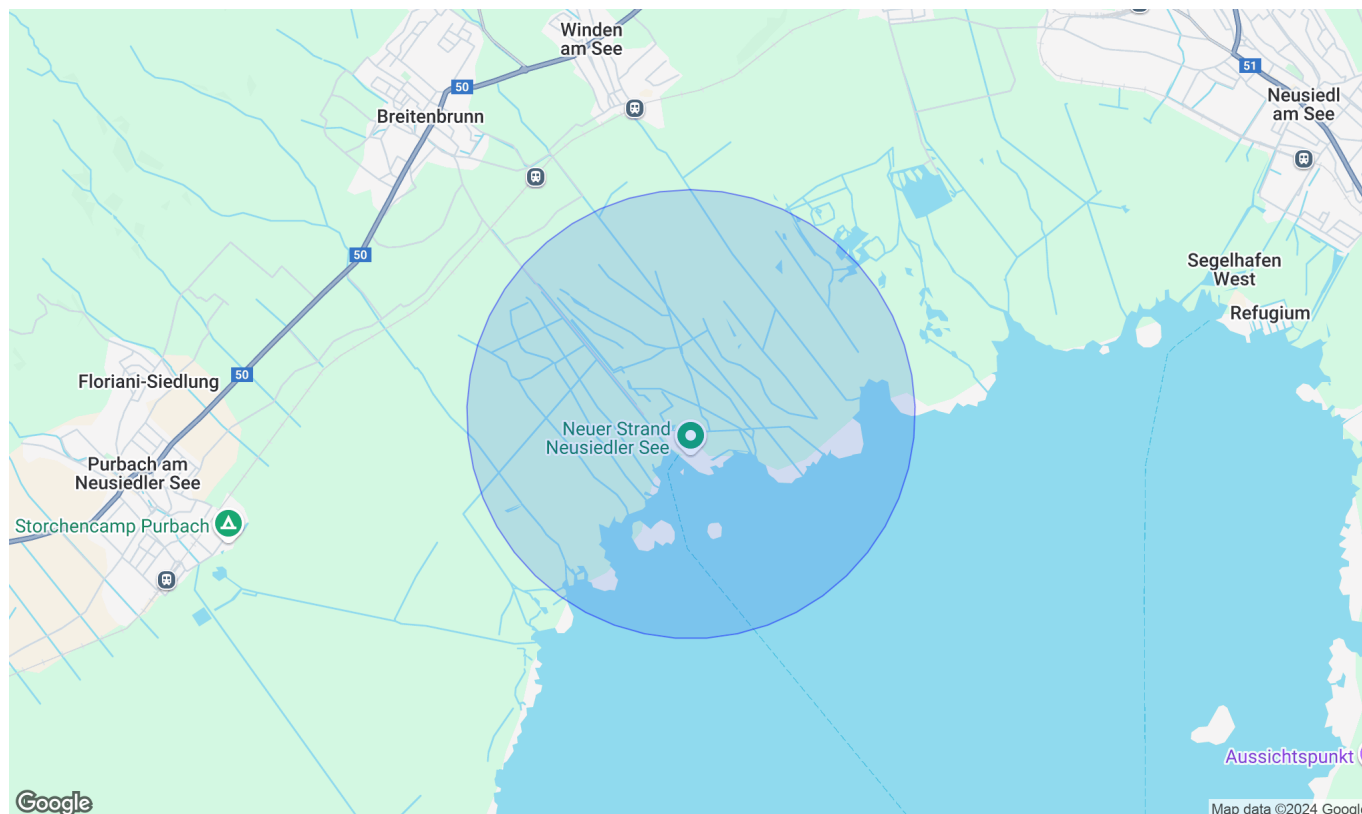 Winden
am See
51
50
Neusiedl
am See
Breitenbrunn
50
Segelhafen
West
Refugium
50
Floriani-Siedlung
Neuer Strand
Neusiedler See
Purbach am
Neusiedler See
Storchencamp Purbach
Aussichtspunkt
Google
Map data ©2024 Google